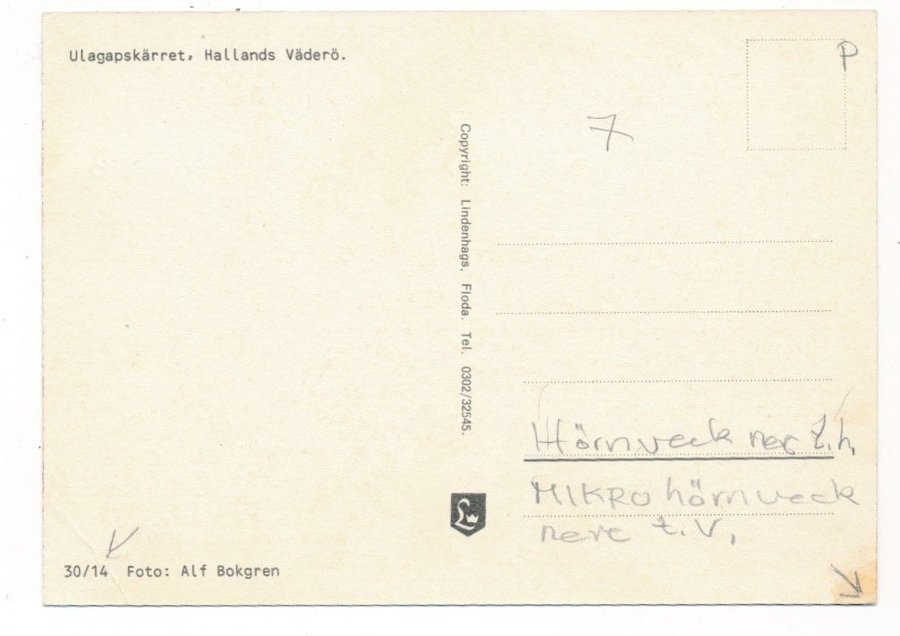 Ulagapskärret, Hallands Väderö.
P
7
Copyright: Lindenhags, Floda. Tel. 0302/32545.
Hörnveck ner t.h.
MIKRO hörnveck
nere t.v.
L
30/14 Foto: Alf Bokgren